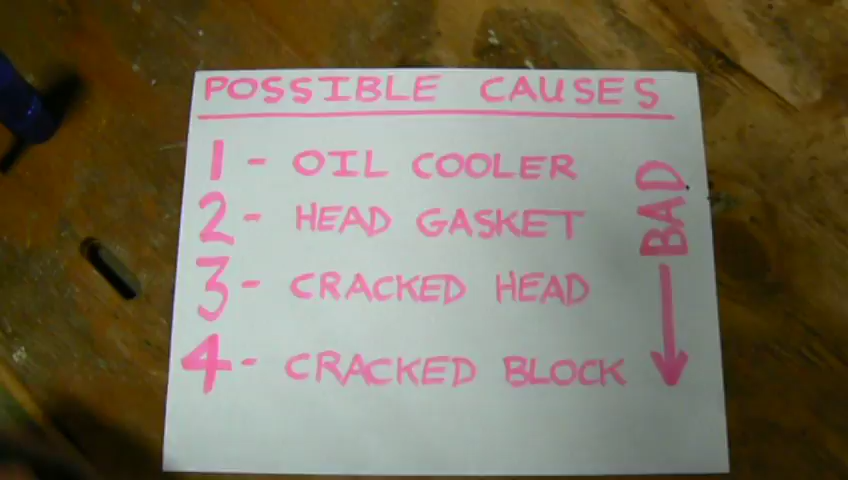 POSSIBLE CAUSES
1 - OIL COOLER
2 - HEAD GASKET
3 - CRACKED HEAD
4 - CRACKED BLOCK
BAD